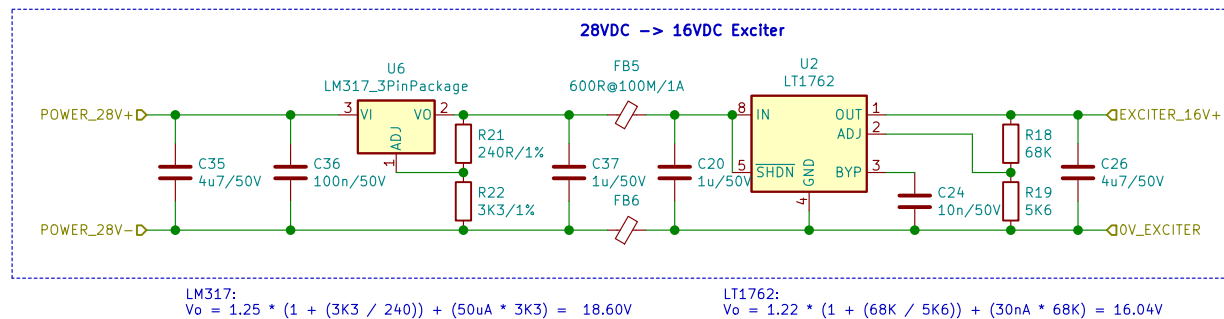 28VDC -> 16VDC Exciter
U6
LM317_3PinPackage
FB5
600R@100M/1A
U2
LT1762
POWER_28V+
3 VI VO 2
ADJ
1
R21
240R/1%
8 IN OUT 1
ADJ 2
EXCITER_16V+
R18
68K
C35
4u7/50V
C36
100n/50V
R22
3K3/1%
C37
1u/50V
C20
1u/50V
5 SHDN GND BYP 3
4
C24
10n/50V
R19
5K6
C26
4u7/50V
FB6
POWER_28V-
0V_EXCITER
LM317:
Vo = 1.25 * (1 + (3K3 / 240)) + (50uA * 3K3) =  18.60V
LT1762:
Vo = 1.22 * (1 + (68K / 5K6)) + (30nA * 68K) = 16.04V